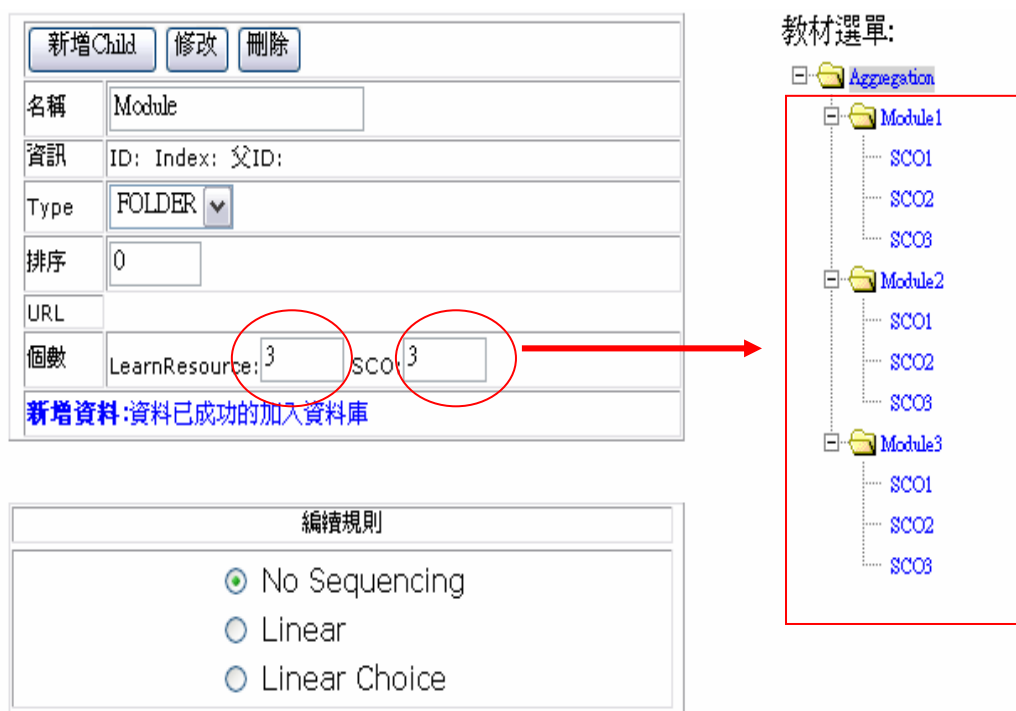 新增Child 修改 刪除
名稱 Module
資訊 ID: Index: 父ID:
Type FOLDER
排序 0
URL
個數 LearnResource: 3 SCO: 3
新增資料:資料已成功的加入資料庫
編續規則
No Sequencing
Linear
Linear Choice
教材選單:
Aggregation
Module1
SCO1
SCO2
SCO3
Module2
SCO1
SCO2
SCO3
Module3
SCO1
SCO2
SCO3